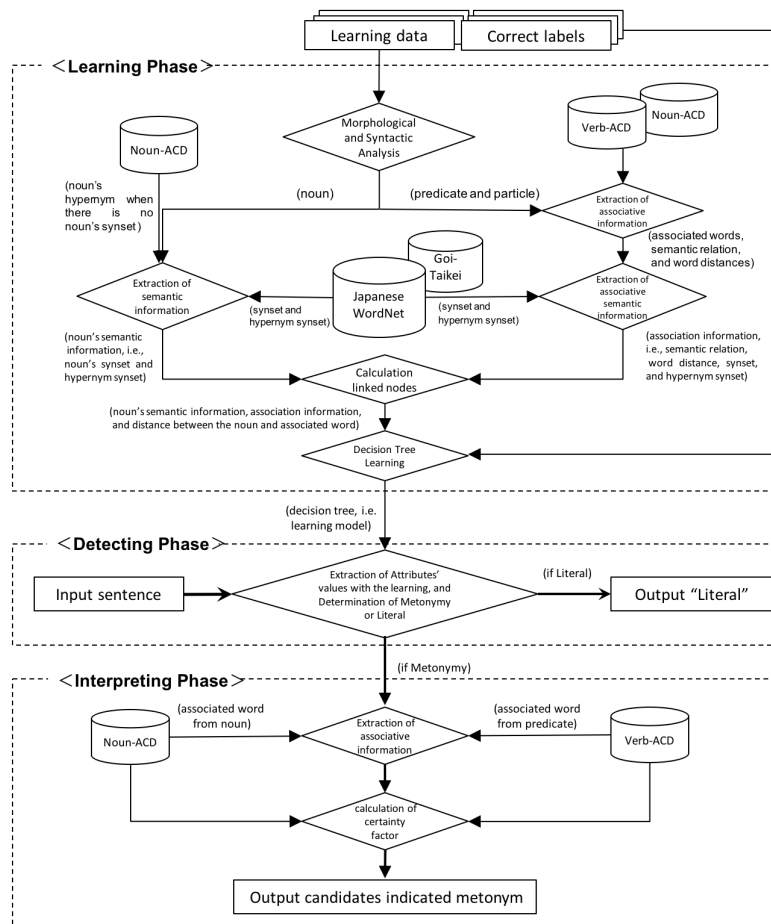 Learning data
Correct labels
＜Learning Phase＞
Morphological
and Syntactic
Analysis
Noun-ACD
Verb-ACD
Noun-ACD
(noun's
hypernym when
there is no
noun's synset)
(noun)
(predicate and particle)
Extraction of
associative
information
(associated words,
semantic relation,
and word distances)
Goi-
Taikei
Japanese
WordNet
Extraction of
semantic
information
(synset and
hypernym synset)
(synset and
hypernym synset)
Extraction of
associative
semantic
information
(noun's semantic
information, i.e.,
noun's synset and
hypernym synset)
(association information,
i.e., semantic relation,
word distance, synset,
and hypernym synset)
Calculation
linked nodes
(noun's semantic information, association information,
and distance between the noun and associated word)
Decision Tree
Learning
(decision tree, i.e.
learning model)
＜Detecting Phase＞
Input sentence
Extraction of Attributes'
values with the learning, and
Determination of Metonymy
or Literal
(if Literal)
Output “Literal”
(if Metonymy)
＜Interpreting Phase＞
(associated word
from noun)
(associated word
from predicate)
Noun-ACD
Extraction of
associative
information
Verb-ACD
calculation of
certainty
factor
Output candidates indicated metonym